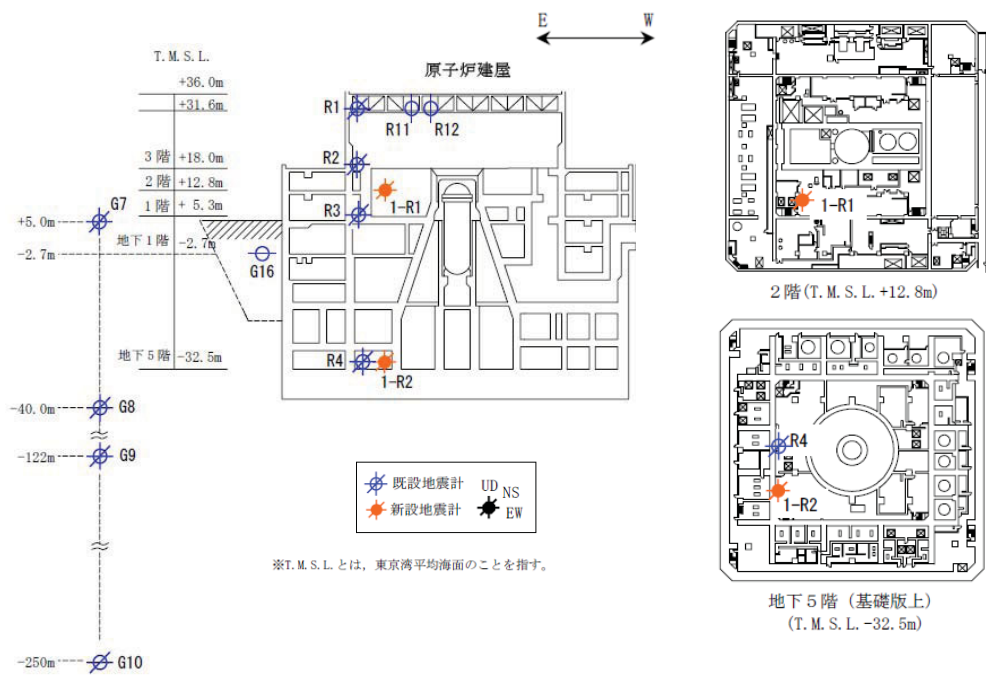 E W
T.M.S.L.
原子炉建屋
+36.0m
+31.6m
R1
R11 R12
R2
3階 +18.0m
2階 +12.8m
1階 + 5.3m
1-R1
R3
G7
+5.0m
地下1階 -2.7m
-2.7m
G16
地下5階 -32.5m
R4
1-R2
-40.0m G8
-122m G9
-250m G10
既設地震計
新設地震計
UD NS
EW
※T.M.S.L.とは，東京湾平均海面のことを指す。
1-R1
2階(T.M.S.L.+12.8m)
R4
1-R2
地下5階（基礎版上）
(T.M.S.L.-32.5m)